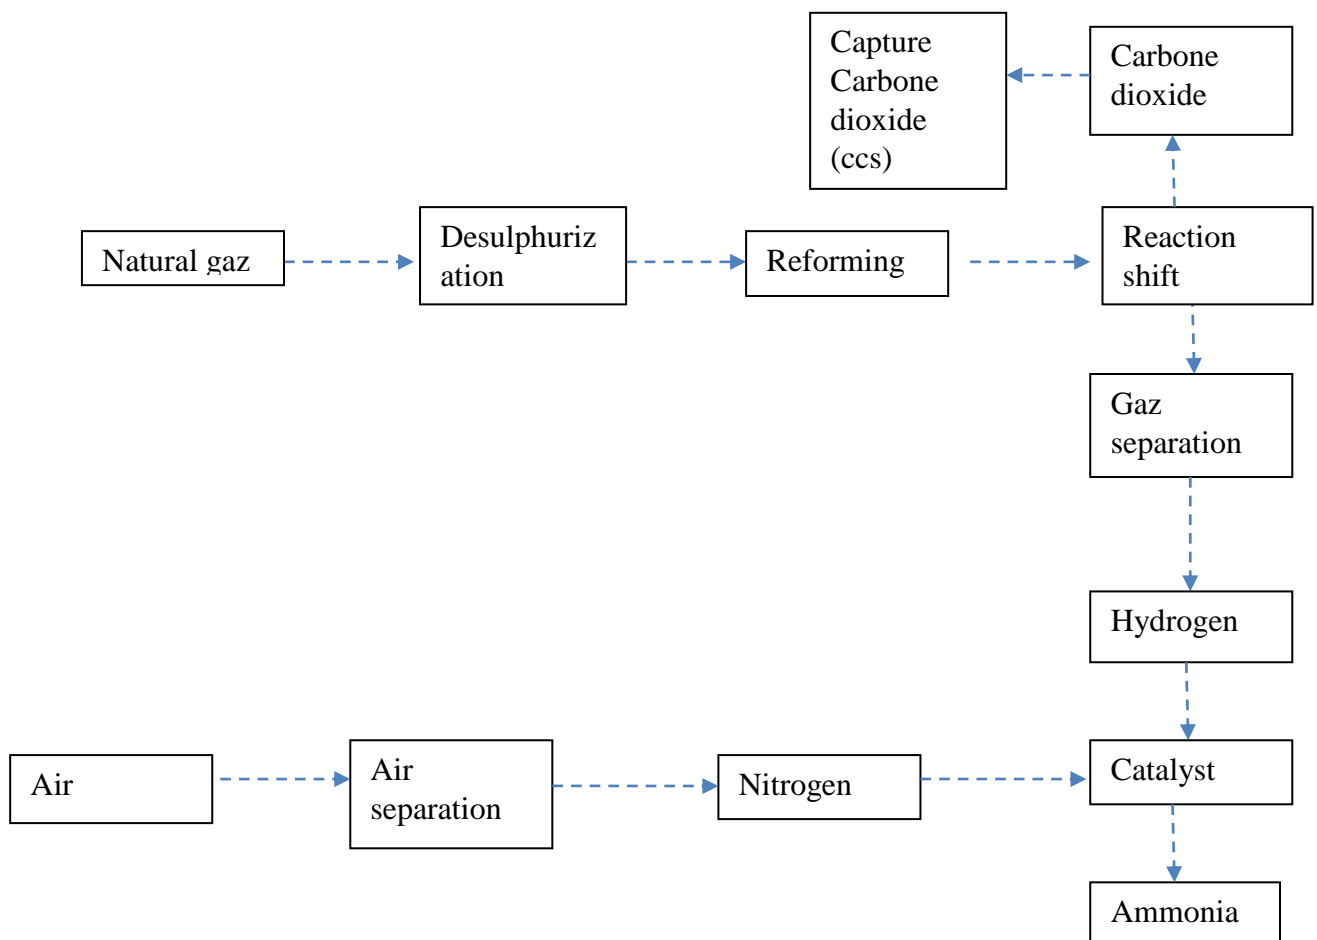 Capture
Carbone
dioxide
(ccs)
Carbone
dioxide
Natural gaz
Desulphuriz
ation
Reforming
Reaction
shift
Gaz
separation
Hydrogen
Air
Air
separation
Nitrogen
Catalyst
Ammonia